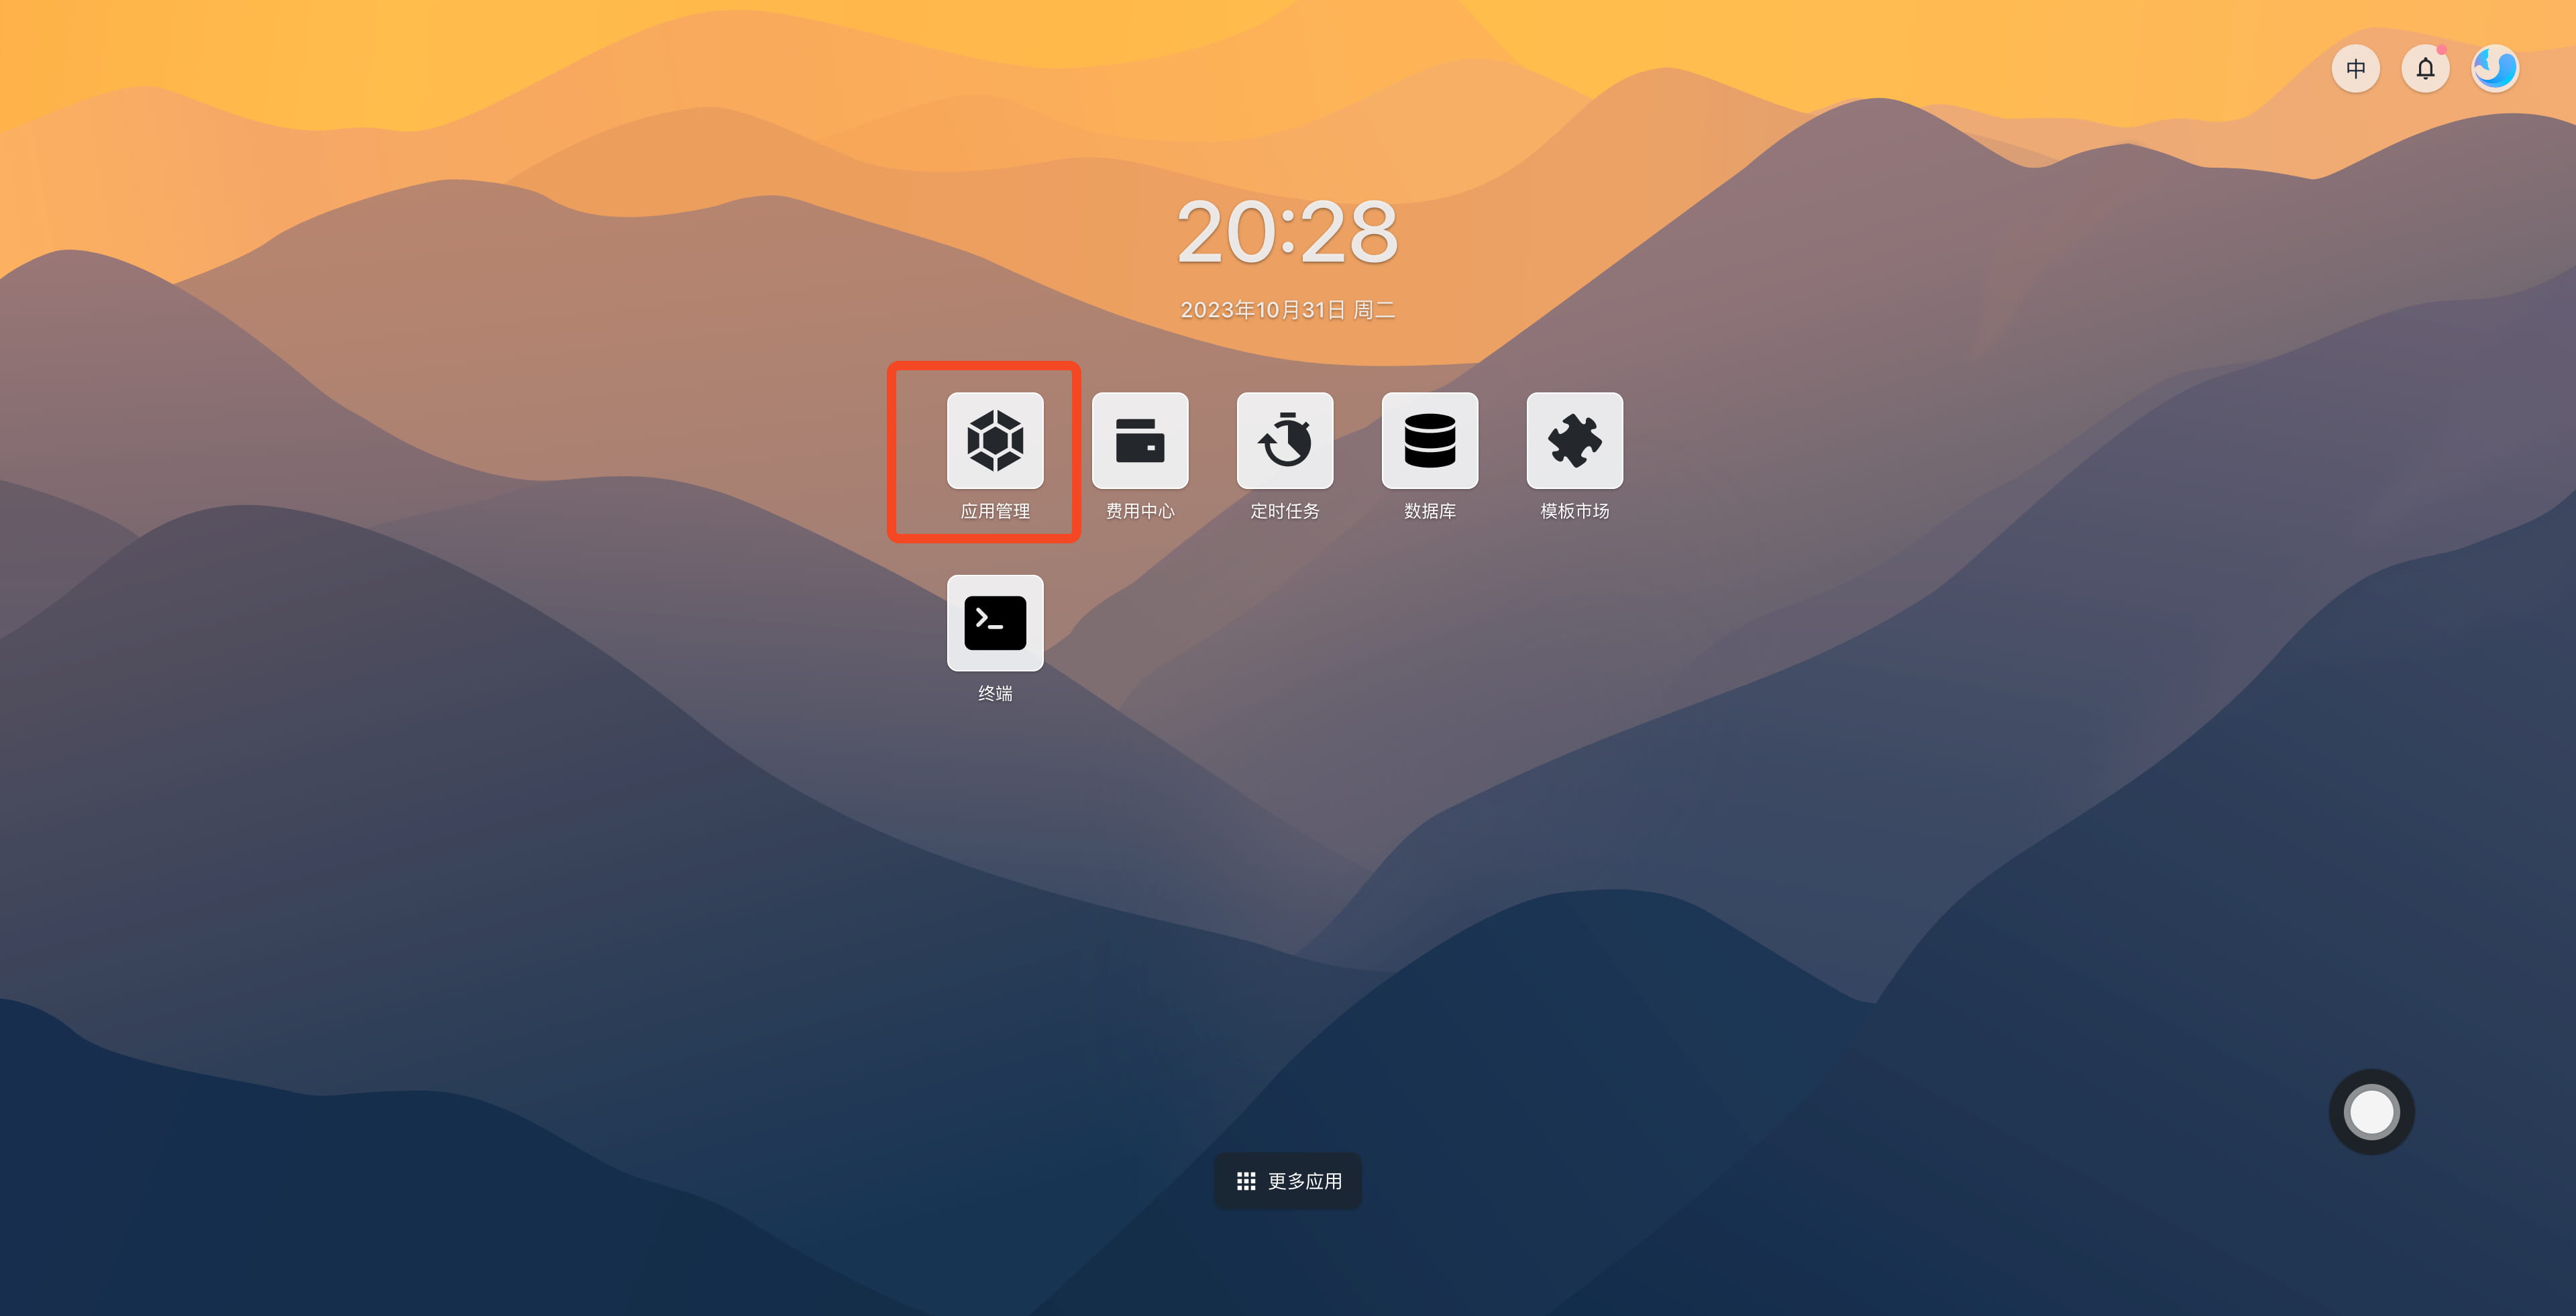 中
20:28
2023年10月31日 周二
应用管理
费用中心
定时任务
数据库
模板市场
终端
更多应用